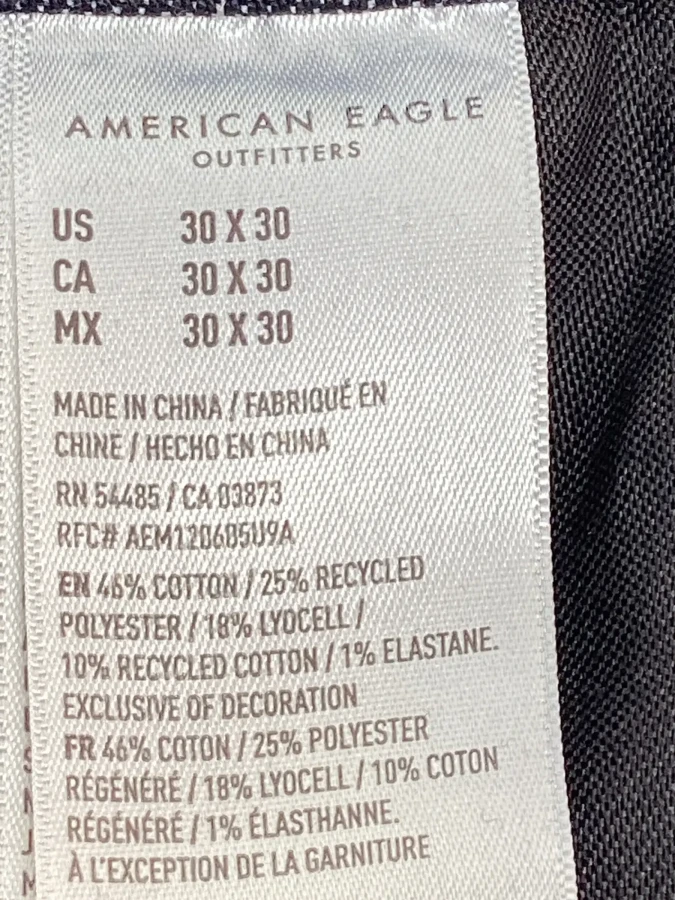 AMERICAN EAGLE
OUTFITTERS
US 30 X 30
CA 30 X 30
MX 30 X 30
MADE IN CHINA / FABRIQUÉ EN
CHINE / HECHO EN CHINA
RN 54485 / CA 03873
RFC# AEM120605U9A
EN 46% COTTON / 25% RECYCLED
POLYESTER / 18% LYOCELL /
10% RECYCLED COTTON / 1% ELASTANE.
EXCLUSIVE OF DECORATION
FR 46% COTON / 25% POLYESTER
RÉGÉNÉRÉ / 18% LYOCELL / 10% COTON
RÉGÉNÉRÉ / 1% ÉLASTHANNE.
À L'EXCEPTION DE LA GARNITURE